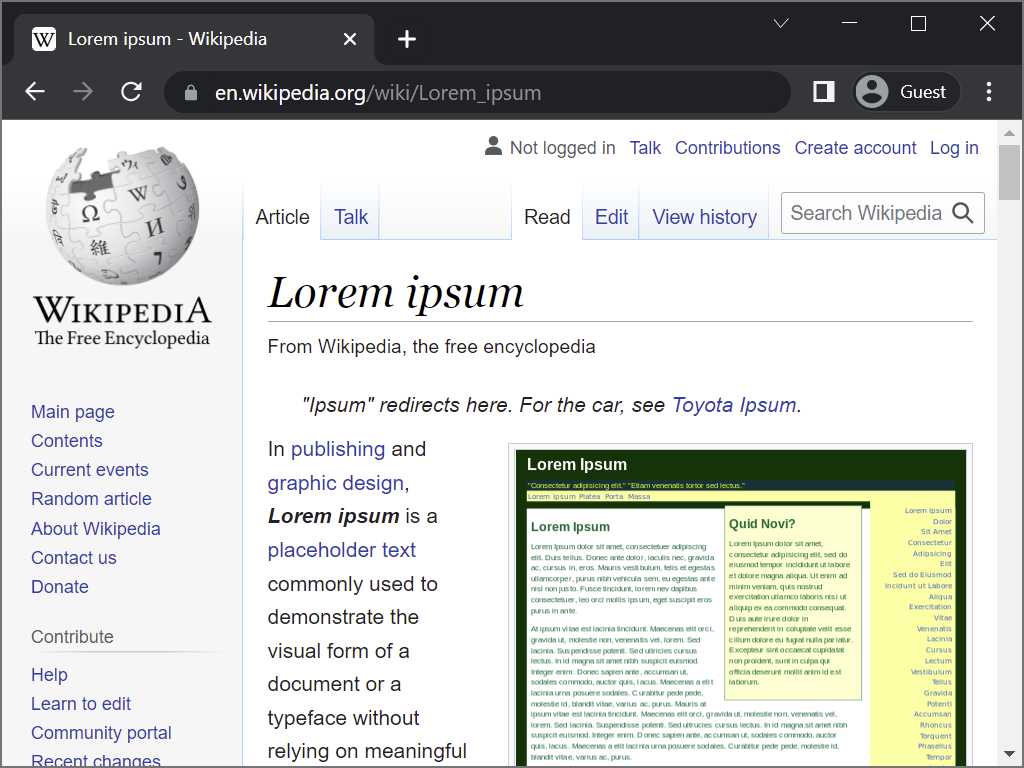 Lorem ipsum - Wikipedia
en.wikipedia.org/wiki/Lorem_ipsum
Guest
Not logged in Talk Contributions Create account Log in
Article Talk Read Edit View history Search Wikipedia
WIKIPEDIA
The Free Encyclopedia
Main page
Contents
Current events
Random article
About Wikipedia
Contact us
Donate
Contribute
Help
Learn to edit
Community portal
Recent changes
Lorem ipsum
From Wikipedia, the free encyclopedia
"Ipsum" redirects here. For the car, see Toyota Ipsum.
In publishing and
graphic design,
Lorem ipsum is a
placeholder text
commonly used to
demonstrate the
visual form of a
document or a
typeface without
relying on meaningful
Lorem Ipsum
"Consectetur adipisicing elit." "Etiam venenatis tortor sed lectus."
Lorem Ipsum Platea Porta Massa
Lorem Ipsum
Lorem Ipsum dolor sit amet, consectetuer adipiscing
elit. Duis tellus. Donec ante dolor, iaculis nec, gravida
ac, cursus in, eros. Mauris vestibulum, felis et egestas
ullamcorper, purus nibh vehicula sem, eu egestas ante
nisl non justo. Fusce tincidunt, lorem nev dapibus
consectetuer, leo orci mollis ipsum, eget suscipit eros
purus in ante.
At ipsum vitae est lacinia tincidunt. Maecenas elit orci,
gravida ut, molestie non, venenatis vel, lorem. Sed
lacinia. Suspendisse potenti. Sed ultricies cursus
lectus. In id magna sit amet nibh suscipit euismod.
Integer enim. Donec sapien ante, accumsan ut,
sodales commodo, auctor quis, lacus. Maecenas a elit
lacinia urna posuere sodales. Curabitur pede pede,
molestie id, blandit vitae, varius ac, purus. Mauris at
ipsum vitae est lacinia tincidunt. Maecenas elit orci, gravida ut, molestie non, venenatis vel,
lorem. Sed lacinia. Suspendisse potenti. Sed ultrucies cursus lectus. In id magna sit amet nibh
suscipit euismod. Integer enim. Donec sapien ante, accumsan ut, sodales commodo, auctor
quis, lacus. Maecenas a elit lacinia urna posuere sodales. Curabitur pede pede, molestie id,
blandit vitae, varius ac, purus.
Quid Novi?
Lorem ipsum dolor sit amet,
consectetur adipisicing elit, sed do
eiusmod tempor incididunt ut labore
et dolore magna aliqua. Ut enim ad
minim veniam, quis nostrud
exercitation ullamco laboris nisi ut
aliquip ex ea commodo consequat.
Duis aute irure dolor in
reprehenderit in voluptate velit esse
cillum dolore eu fugiat nulla pariatur.
Excepteur sint occaecat cupidatat
non proident, sunt in culpa qui
officia deserunt mollit anim id est
laborum.
Lorem Ipsum
Dolor
Sit Amet
Consectetur
Adipisicing
Elit
Sed do Eiusmod
Incidunt ut Labore
Aliqua
Exercitation
Vitae
Venenatis
Lacinia
Cursus
Lectum
Vestibulum
Tellus
Gravida
Potenti
Accumsan
Rhoncus
Torquent
Phasellus
Tempor